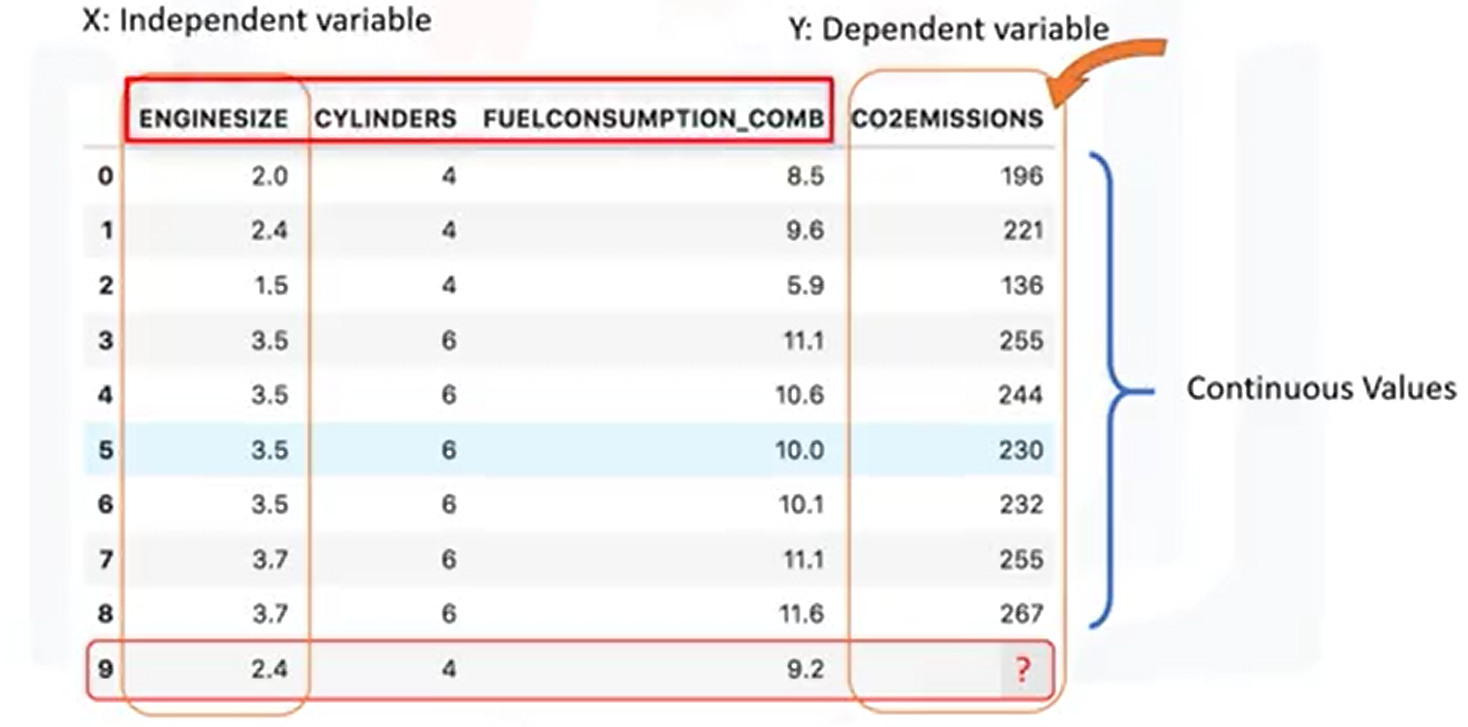 X: Independent variable
Y: Dependent variable
ENGINESIZE CYLINDERS FUELCONSUMPTION_COMB CO2EMISSIONS
0 2.0 4 8.5 196
1 2.4 4 9.6 221
2 1.5 4 5.9 136
3 3.5 6 11.1 255
4 3.5 6 10.6 244
5 3.5 6 10.0 230
6 3.5 6 10.1 232
7 3.7 6 11.1 255
8 3.7 6 11.6 267
9 2.4 4 9.2 ?
Continuous Values